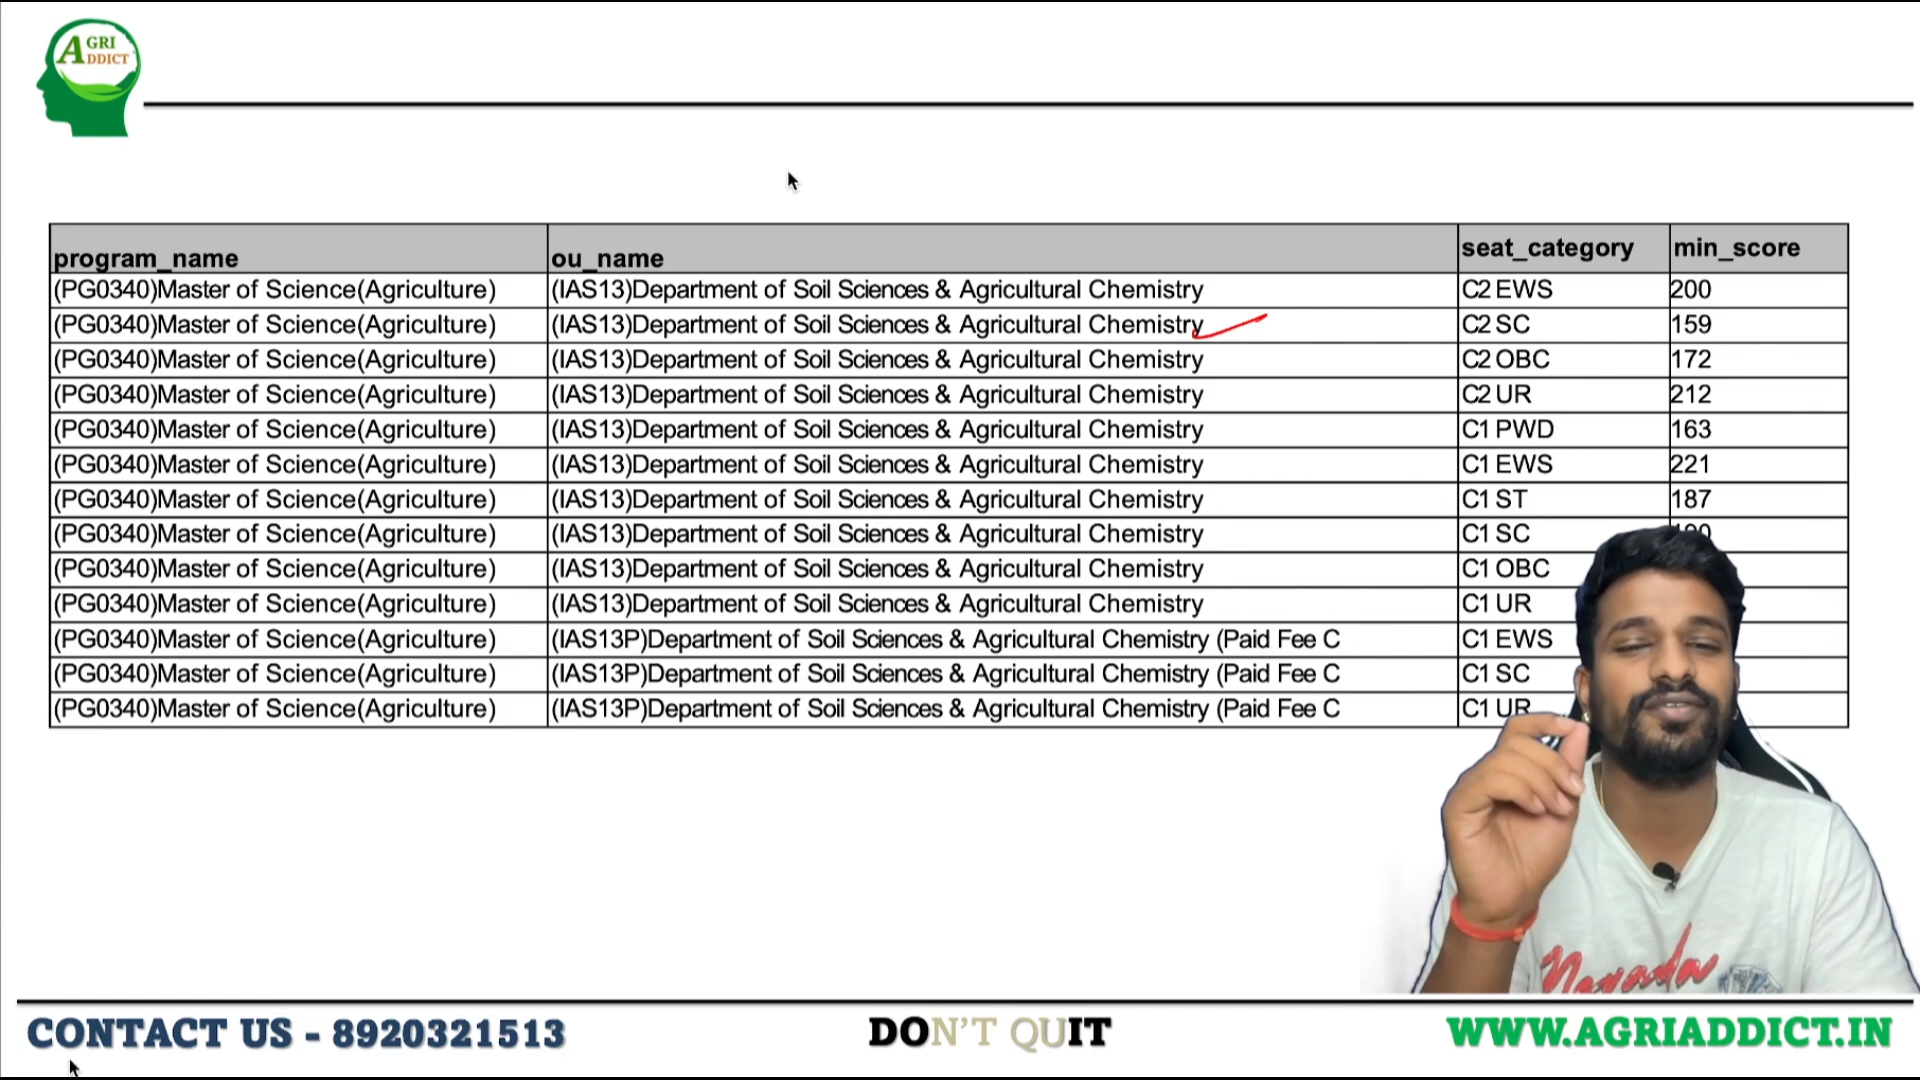 AGRI
ADDICT
program_name ou_name seat_category min_score
(PG0340)Master of Science(Agriculture) (IAS13)Department of Soil Sciences & Agricultural Chemistry C2 EWS 200
(PG0340)Master of Science(Agriculture) (IAS13)Department of Soil Sciences & Agricultural Chemistry C2 SC 159
(PG0340)Master of Science(Agriculture) (IAS13)Department of Soil Sciences & Agricultural Chemistry C2 OBC 172
(PG0340)Master of Science(Agriculture) (IAS13)Department of Soil Sciences & Agricultural Chemistry C2 UR 212
(PG0340)Master of Science(Agriculture) (IAS13)Department of Soil Sciences & Agricultural Chemistry C1 PWD 163
(PG0340)Master of Science(Agriculture) (IAS13)Department of Soil Sciences & Agricultural Chemistry C1 EWS 221
(PG0340)Master of Science(Agriculture) (IAS13)Department of Soil Sciences & Agricultural Chemistry C1 ST 187
(PG0340)Master of Science(Agriculture) (IAS13)Department of Soil Sciences & Agricultural Chemistry C1 SC
(PG0340)Master of Science(Agriculture) (IAS13)Department of Soil Sciences & Agricultural Chemistry C1 OBC
(PG0340)Master of Science(Agriculture) (IAS13)Department of Soil Sciences & Agricultural Chemistry C1 UR
(PG0340)Master of Science(Agriculture) (IAS13P)Department of Soil Sciences & Agricultural Chemistry (Paid Fee C C1 EWS
(PG0340)Master of Science(Agriculture) (IAS13P)Department of Soil Sciences & Agricultural Chemistry (Paid Fee C C1 SC
(PG0340)Master of Science(Agriculture) (IAS13P)Department of Soil Sciences & Agricultural Chemistry (Paid Fee C C1 UR
Nevada
CONTACT US - 8920321513 DON'T QUIT WWW.AGRIADDICT.IN